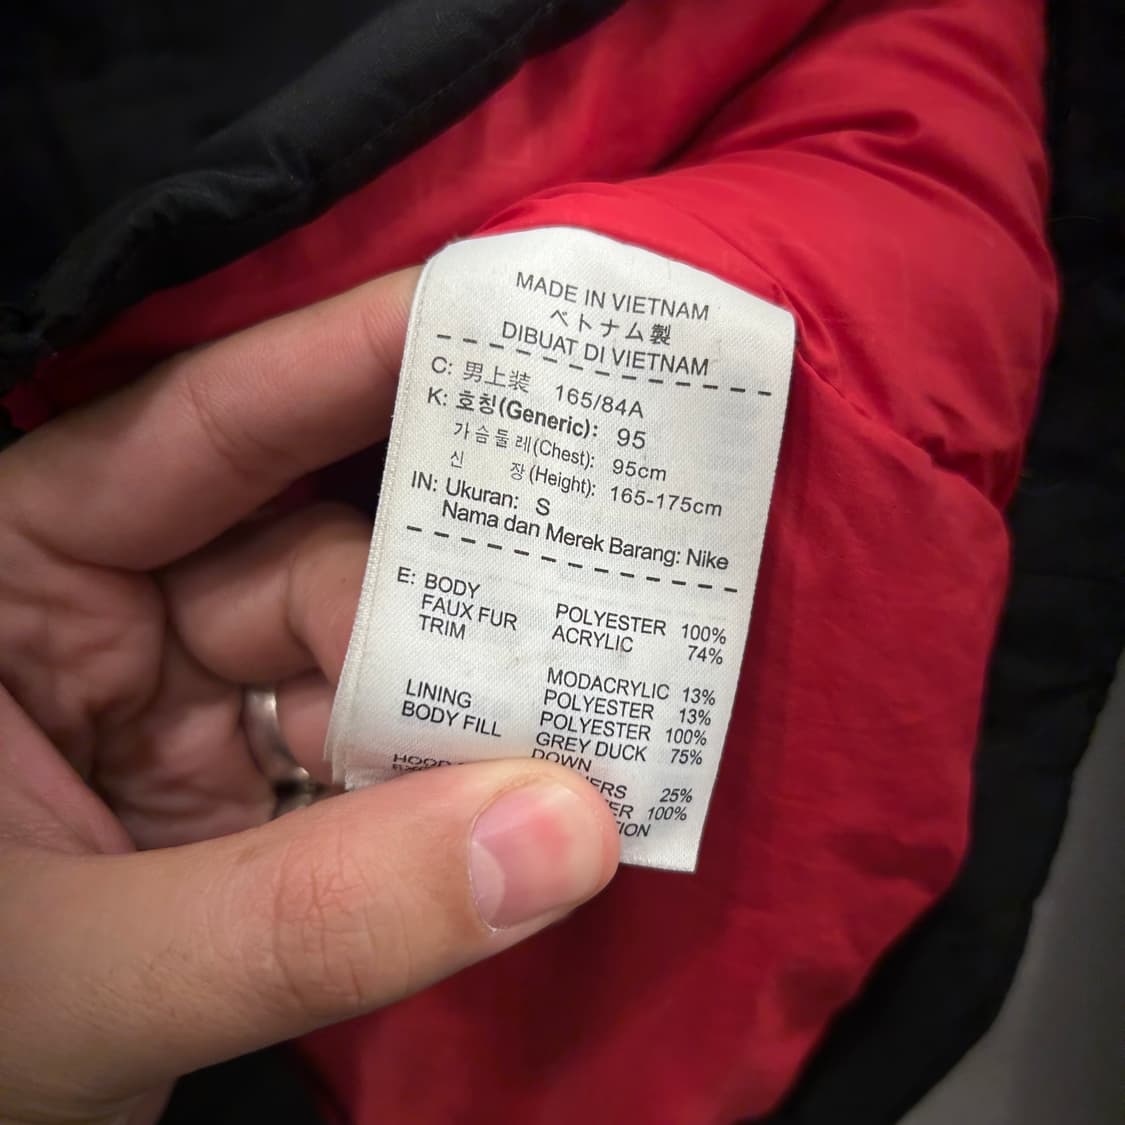 MADE IN VIETNAM
ベトナム製
DIBUAT DI VIETNAM
C: 男上装 165/84A
K: 호칭(Generic): 95
가슴둘레(Chest): 95cm
신 장(Height): 165-175cm
IN: Ukuran: S
Nama dan Merek Barang: Nike
E: BODY POLYESTER 100%
FAUX FUR ACRYLIC 74%
TRIM
MODACRYLIC 13%
POLYESTER 13%
LINING POLYESTER 100%
BODY FILL GREY DUCK 75%
DOWN
25%
100%